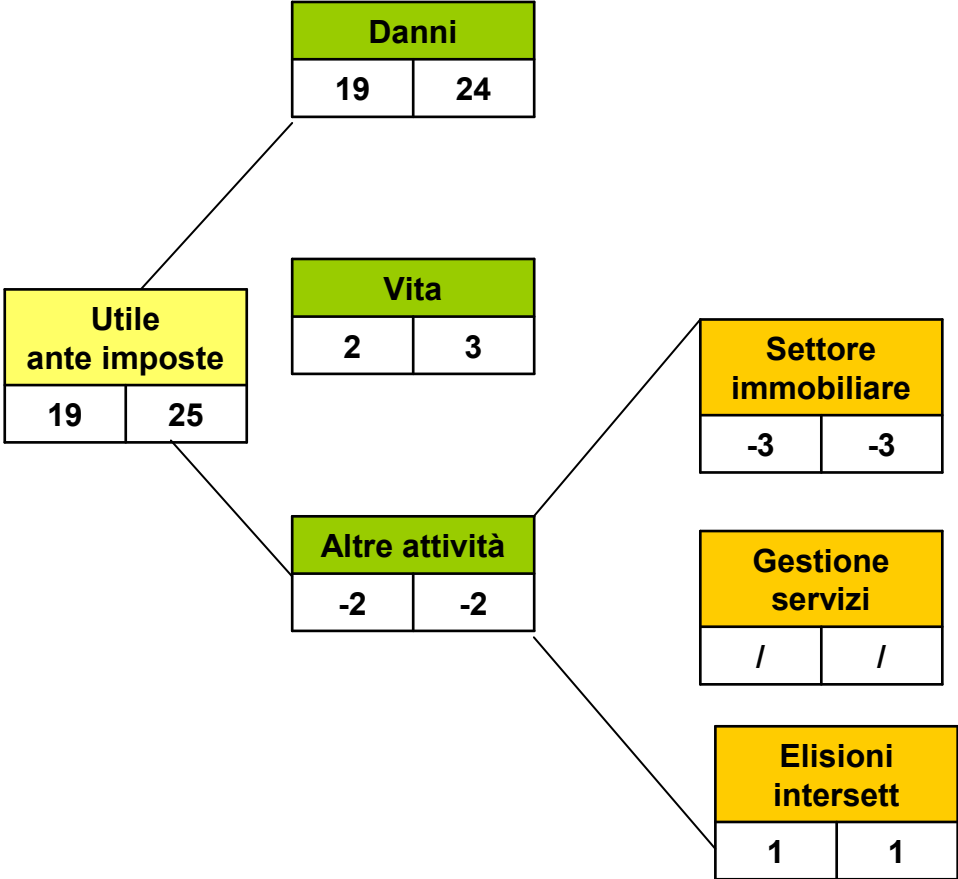 Danni
19 24
Vita
2 3
Utile
ante imposte
19 25
Altre attività
-2 -2
Settore
immobiliare
-3 -3
Gestione
servizi
/ /
Elisioni
intersett
1 1